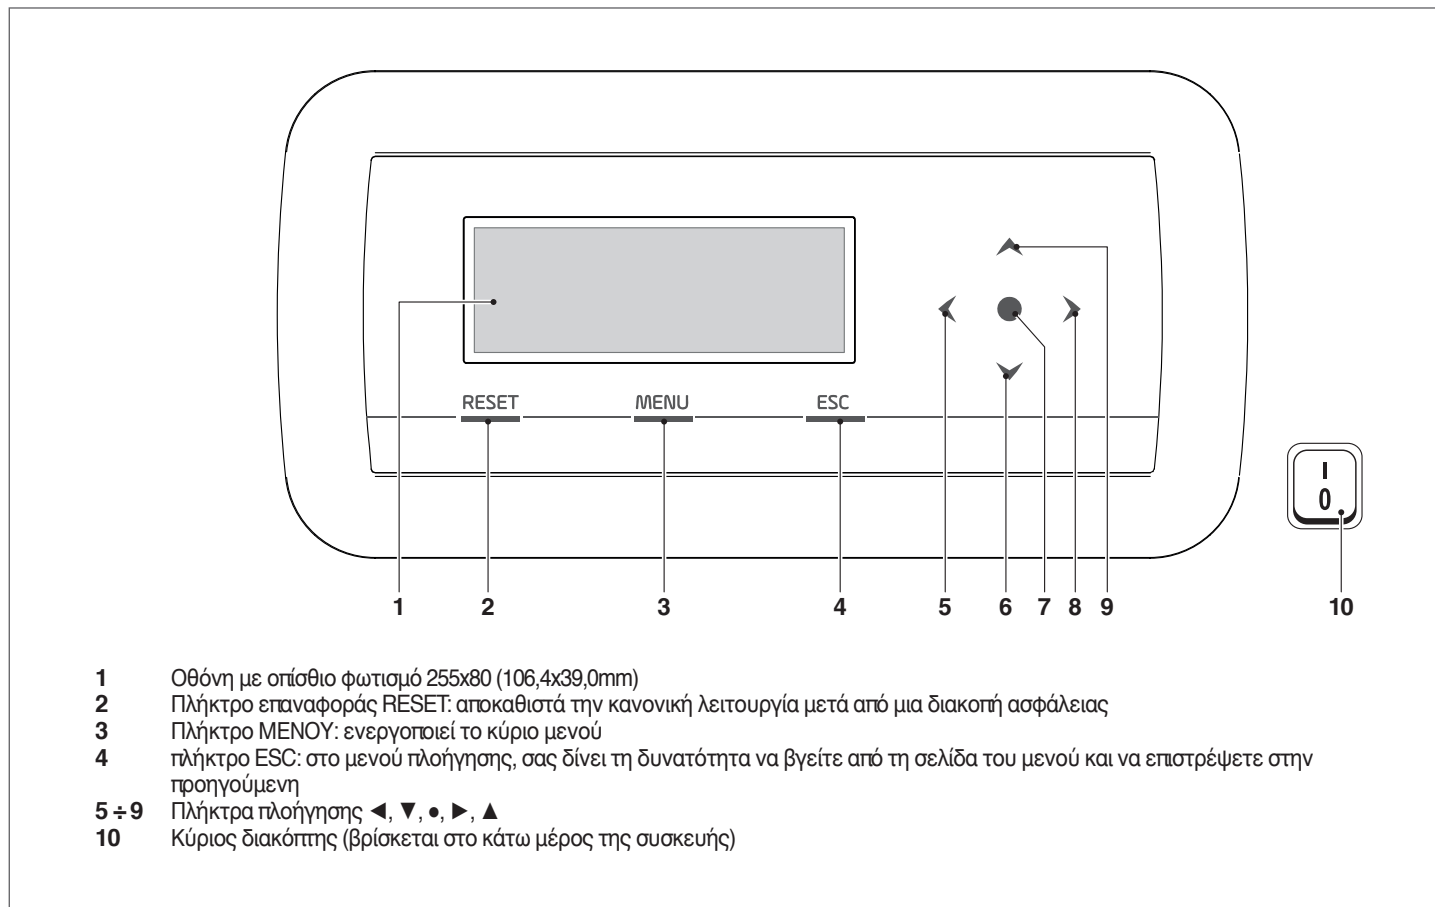 RESET MENU ESC
I
0
1 2 3 4 5 6 7 8 9 10
1 Οθόνη με οπίσθιο φωτισμό 255x80 (106,4x39,0mm)
2 Πλήκτρο επαναφοράς RESET: αποκαθιστά την κανονική λειτουργία μετά από μια διακοπή ασφάλειας
3 Πλήκτρο ΜΕΝΟΥ: ενεργοποιεί το κύριο μενού
4 πλήκτρο ESC: στο μενού πλοήγησης, σας δίνει τη δυνατότητα να βγείτε από τη σελίδα του μενού και να επιστρέψετε στην
προηγούμενη
5 ÷ 9 Πλήκτρα πλοήγησης ◄, ▼, ●, ►, ▲
10 Κύριος διακόπτης (βρίσκεται στο κάτω μέρος της συσκευής)